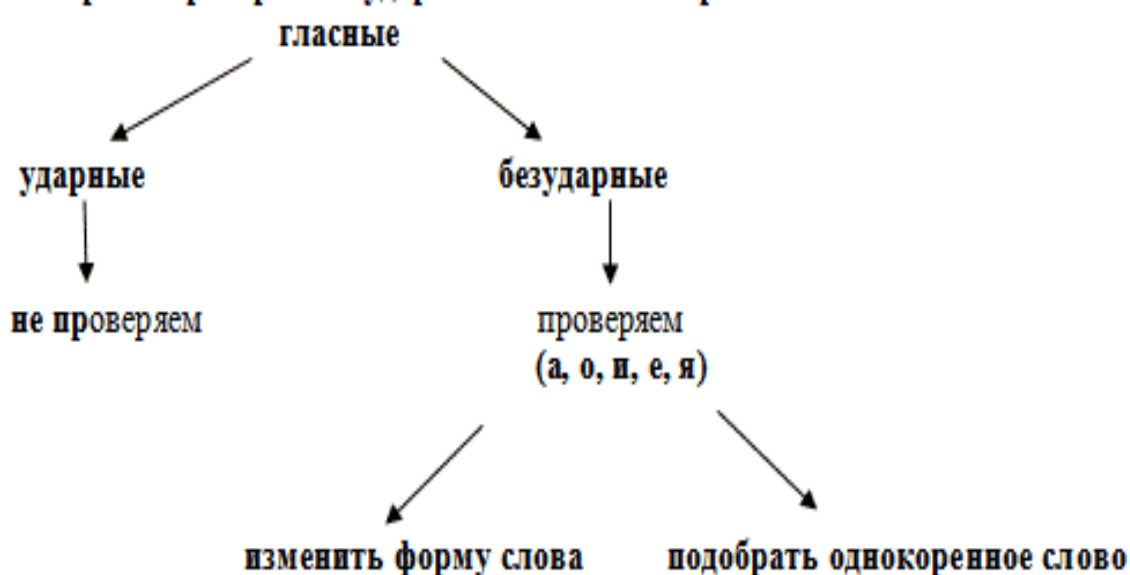 гласные
ударные безударные
не проверяем проверяем
(а, о, и, е, я)
изменить форму слова подобрать однокоренное слово